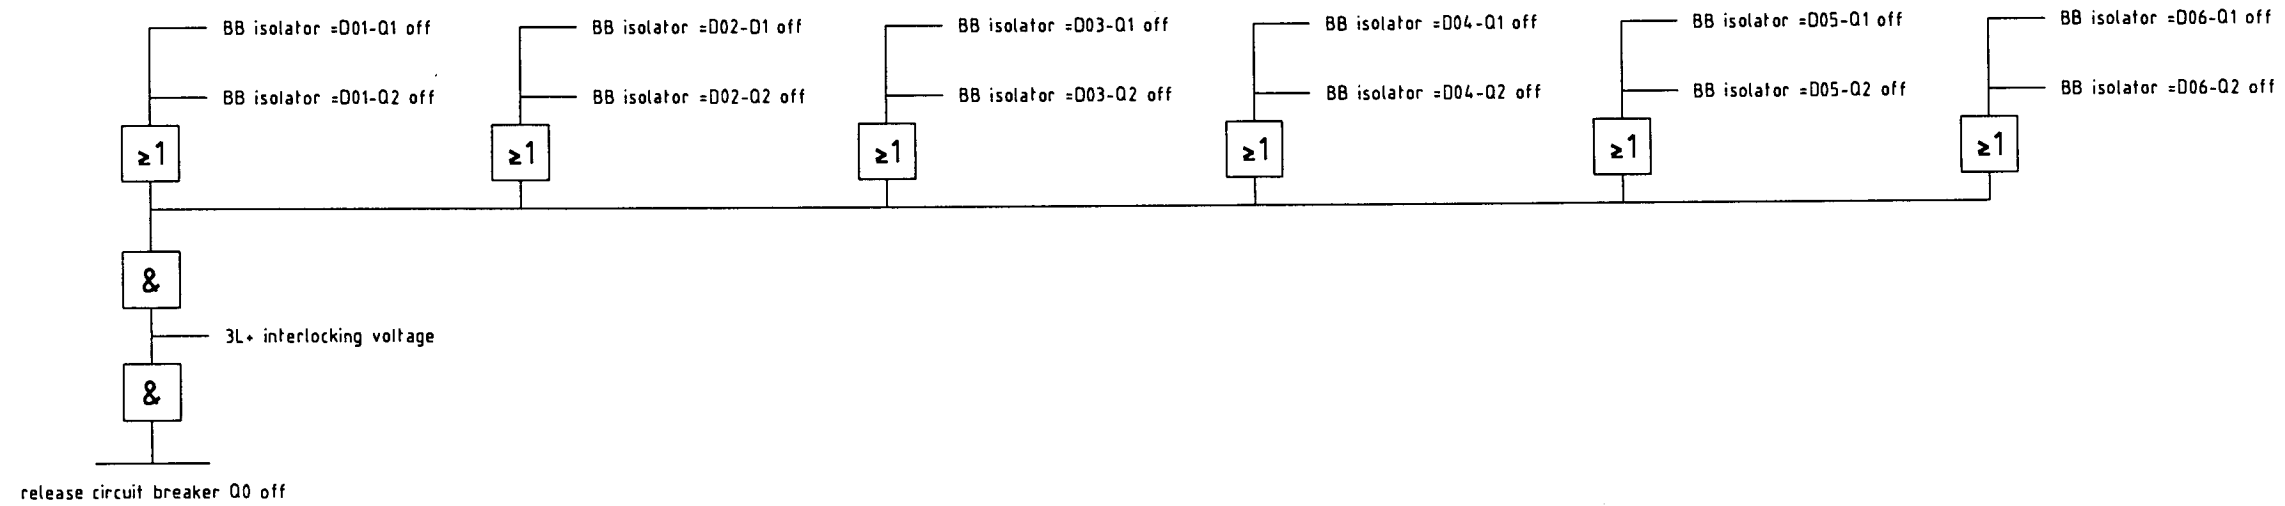 BB isolator =D01-Q1 off
BB isolator =D02-D1 off
BB isolator =D03-Q1 off
BB isolator =D04-Q1 off
BB isolator =D05-Q1 off
BB isolator =D06-Q1 off
BB isolator =D01-Q2 off
BB isolator =D02-Q2 off
BB isolator =D03-Q2 off
BB isolator =D04-Q2 off
BB isolator =D05-Q2 off
BB isolator =D06-Q2 off
≥1
≥1
≥1
≥1
≥1
≥1
&
3L+ interlocking voltage
&
release circuit breaker Q0 off